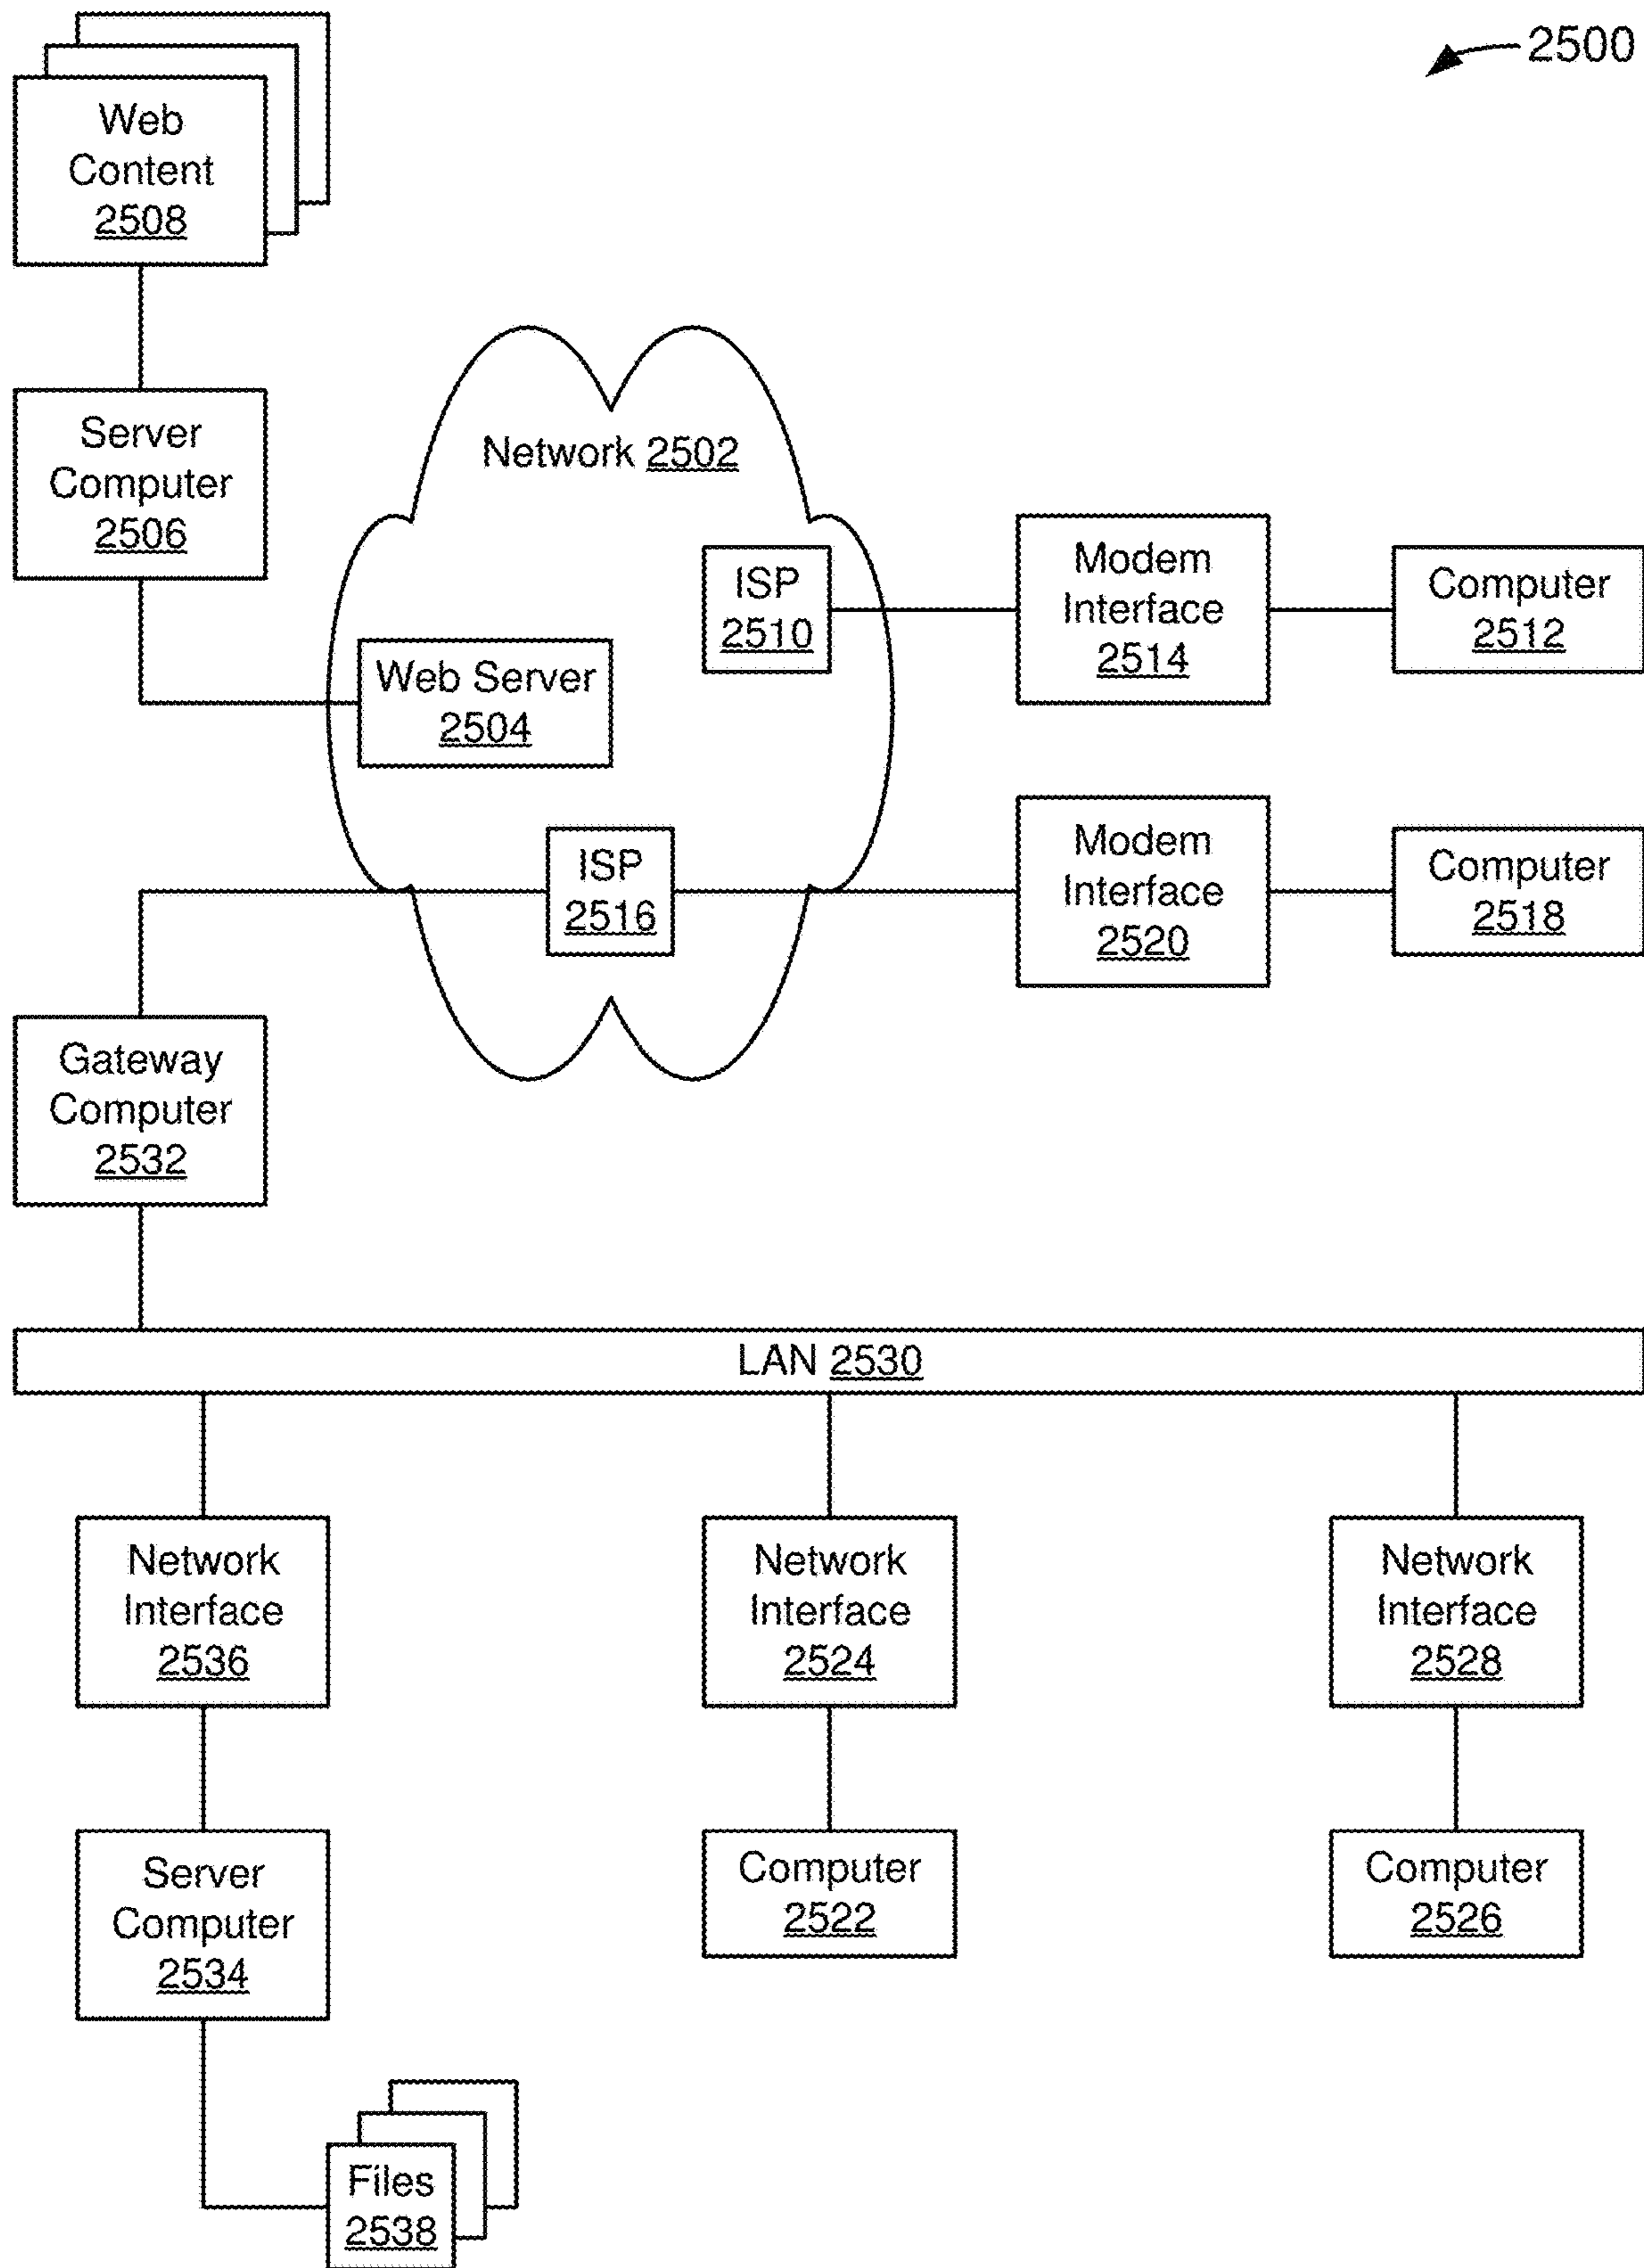 2500
Web
Content
2508
Server
Computer
2506
Network 2502
ISP
2510
Modem
Interface
2514
Computer
2512
Web Server
2504
ISP
2516
Modem
Interface
2520
Computer
2518
Gateway
Computer
2532
LAN 2530
Network
Interface
2536
Network
Interface
2524
Network
Interface
2528
Server
Computer
2534
Computer
2522
Computer
2526
Files
2538